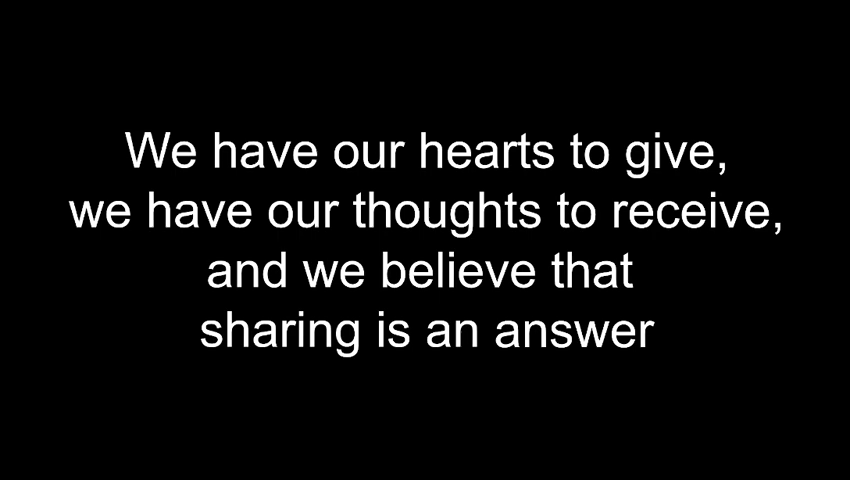 We have our hearts to give,
we have our thoughts to receive,
and we believe that
sharing is an answer